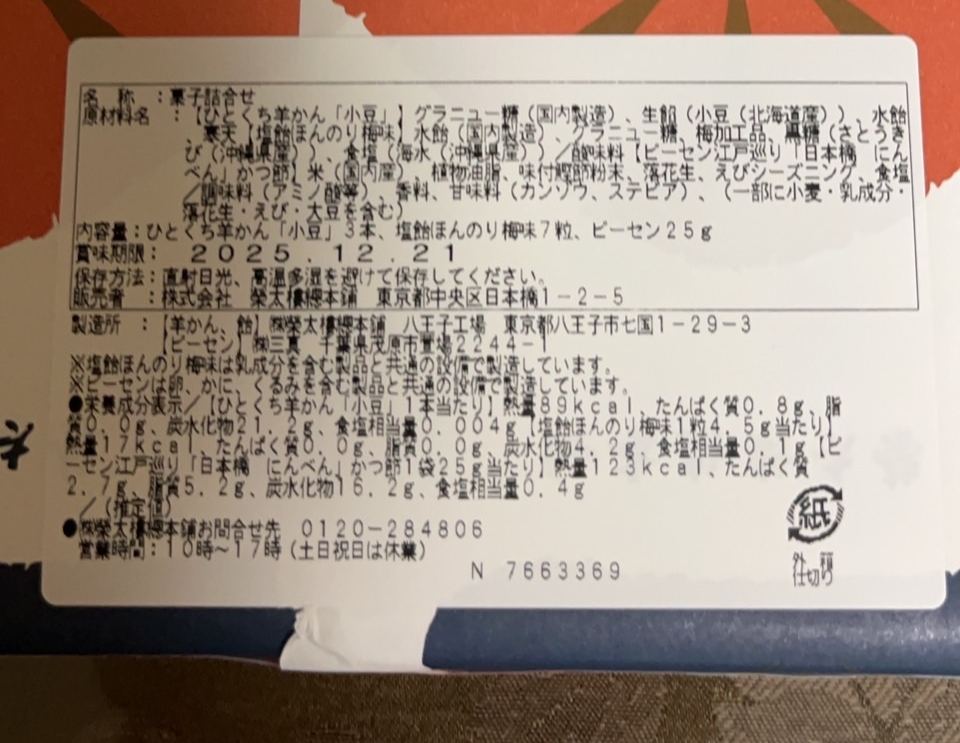 名　称　：菓子詰合せ
原材料名　：【ひとくち羊かん「小豆」】グラニュー糖（国内製造）、生餡（小豆（北海道産））、水飴
、寒天【塩飴ほんのり梅味】水飴（国内製造）、グラニュー糖、梅加工品、黒糖（さとうき
び（沖縄県産））、食塩（海水（沖縄県産））／酸味料【ピーセン江戸巡り「日本橋　にん
べん」かつ節】米（国内産）、植物油脂、味付鰹節粉末、落花生、えびシーズニング、食塩
／調味料（アミノ酸等）、香料、甘味料（カンゾウ、ステビア）、（一部に小麦・乳成分・
落花生・えび・大豆を含む）
内容量：ひとくち羊かん「小豆」３本、塩飴ほんのり梅味７粒、ピーセン２５ｇ
賞味期限：　２０２５．１２．２１
保存方法：直射日光、高温多湿を避けて保存してください。
販売者　：株式会社　榮太樓總本鋪　東京都中央区日本橋１－２－５
製造所　：【羊かん、飴】㈱榮太樓總本鋪　八王子工場　東京都八王子市七国１－２９－３
【ピーセン】㈱三真　千葉県茂原市萱場２２４４－１
※塩飴ほんのり梅味は乳成分を含む製品と共通の設備で製造しています。
※ピーセンは卵、かに、くるみを含む製品と共通の設備で製造しています。
●栄養成分表示／【ひとくち羊かん「小豆」１本当たり】熱量８９ｋｃａｌ、たんぱく質０．８ｇ、脂
質０．０ｇ、炭水化物２１．２ｇ、食塩相当量０．００４ｇ【塩飴ほんのり梅味１粒４．５ｇ当たり】
熱量１７ｋｃａｌ、たんぱく質０．０ｇ、脂質０．０ｇ、炭水化物４．２ｇ、食塩相当量０．１ｇ【ピ
ーセン江戸巡り「日本橋　にんべん」かつ節１袋２５ｇ当たり】熱量１２３ｋｃａｌ、たんぱく質
２．７ｇ、脂質５．２ｇ、炭水化物１６．２ｇ、食塩相当量０．４ｇ
／（推定値）
●㈱榮太樓總本鋪お問合せ先　０１２０－２８４８０６
営業時間：１０時～１７時（土日祝日は休業）
紙
外箱
仕切り
Ｎ　７６６３３６９